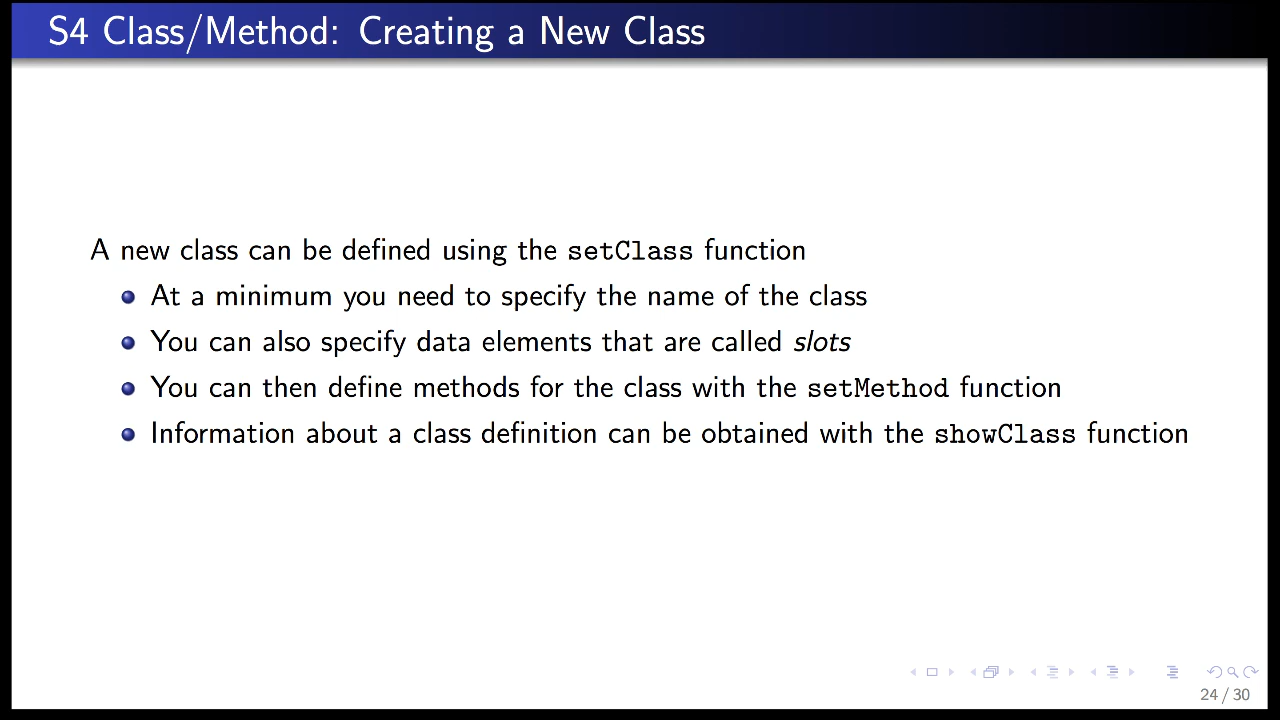 S4 Class/Method: Creating a New Class
A new class can be defined using the setClass function
At a minimum you need to specify the name of the class
You can also specify data elements that are called slots
You can then define methods for the class with the setMethod function
Information about a class definition can be obtained with the showClass function
24 / 30